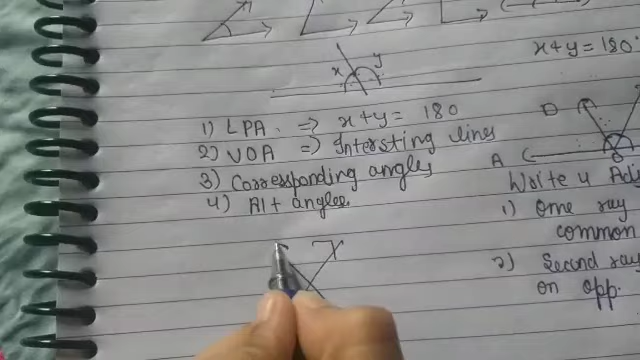 x y
x+y=180°
1) LPA. ⇒ x+y= 180
2) VOA ⇒ Intersting lines
3) Corresponding angles
4) Alt angles
D
A
O
Write 4 Adj
1) One ray
common
2) Second ray
on opp.